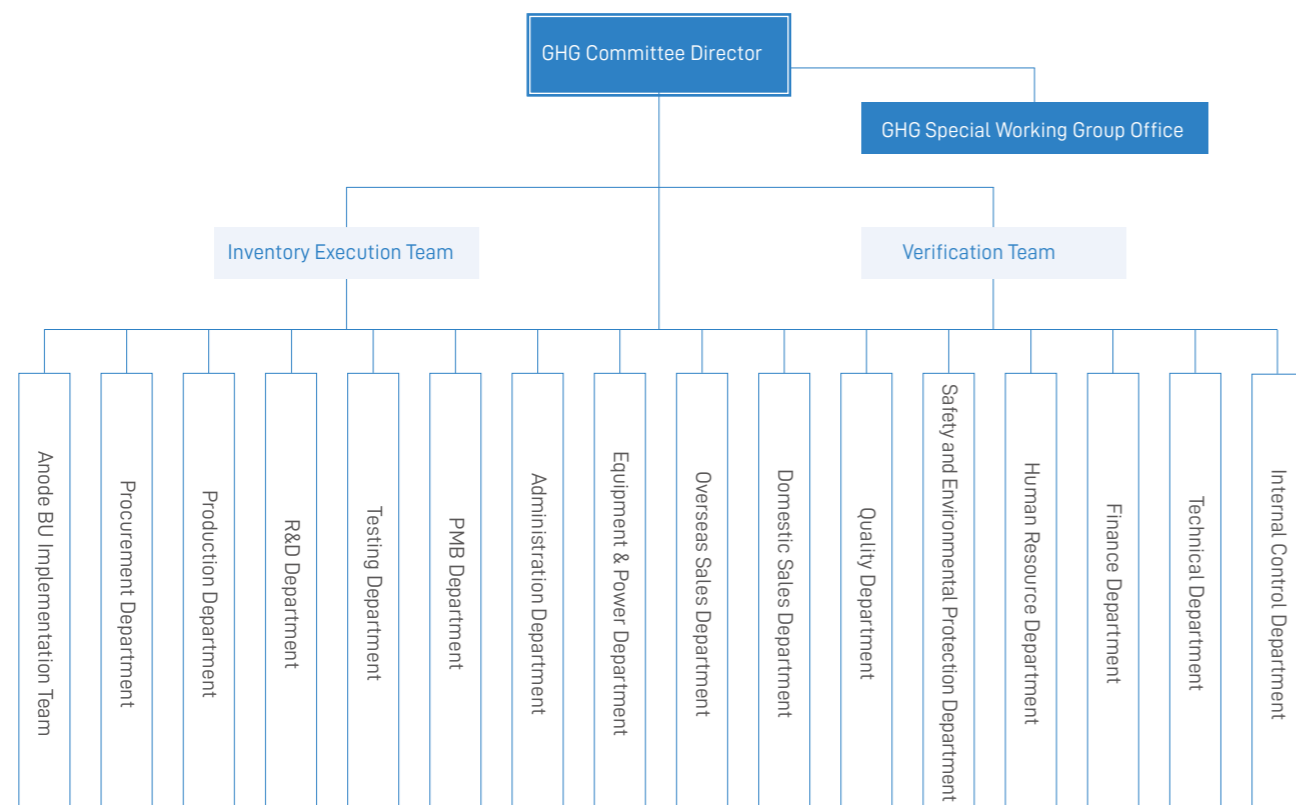 GHG Committee Director
GHG Special Working Group Office
Inventory Execution Team
Verification Team
Anode BU Implementation Team
Procurement Department
Production Department
R&D Department
Testing Department
PMB Department
Administration Department
Equipment & Power Department
Overseas Sales Department
Domestic Sales Department
Quality Department
Safety and Environmental Protection Department
Human Resource Department
Finance Department
Technical Department
Internal Control Department